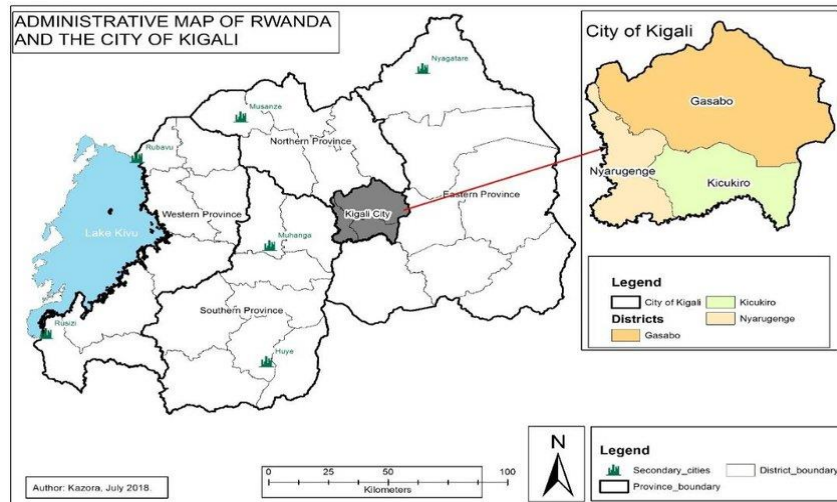 ADMINISTRATIVE MAP OF RWANDA
AND THE CITY OF KIGALI
Nyagatare
Musanze
Northern Province
Rubavu
Western Province
Kigali City
Eastern Province
Lake Kivu
Muhanga
Southern Province
Rusizi
Huye
City of Kigali
Gasabo
Nyarugenge
Kicukiro
Legend
City of Kigali
Kicukiro
Districts
Nyarugenge
Gasabo
N
Legend
Secondary_cities
District_boundary
Province_boundary
0 25 50 100
Kilometers
Author: Kazora, July 2018.